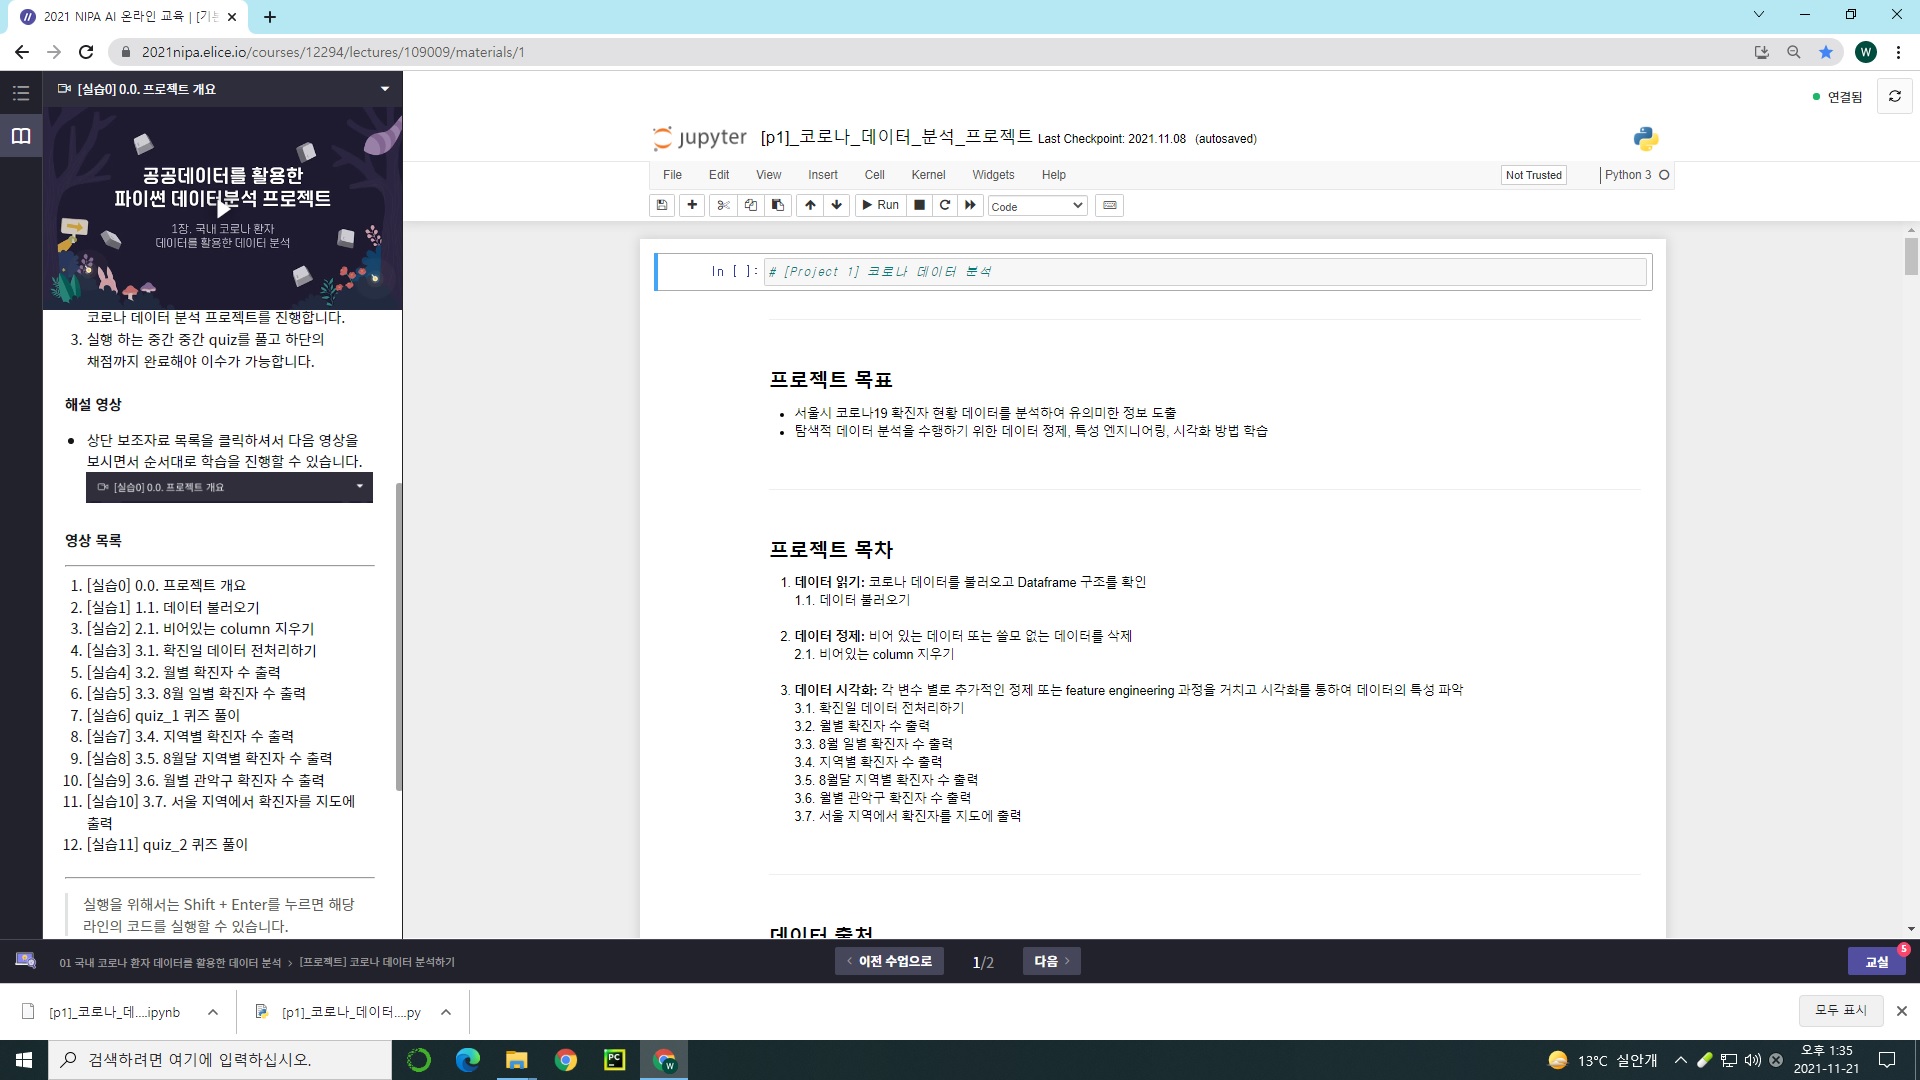 2021 NIPA AI 온라인 교육 | [기본
2021nipa.elice.io/courses/12294/lectures/109009/materials/1
W
[실습0] 0.0. 프로젝트 개요
연결됨
공공데이터를 활용한
파이썬 데이터분석 프로젝트
1장. 국내 코로나 환자
데이터를 활용한 데이터 분석
코로나 데이터 분석 프로젝트를 진행합니다.
3. 실행 하는 중간 중간 quiz를 풀고 하단의
채점까지 완료해야 이수가 가능합니다.
해설 영상
상단 보조자료 목록을 클릭하셔서 다음 영상을
보시면서 순서대로 학습을 진행할 수 있습니다.
[실습0] 0.0. 프로젝트 개요
영상 목록
1. [실습0] 0.0. 프로젝트 개요
2. [실습1] 1.1. 데이터 불러오기
3. [실습2] 2.1. 비어있는 column 지우기
4. [실습3] 3.1. 확진일 데이터 전처리하기
5. [실습4] 3.2. 월별 확진자 수 출력
6. [실습5] 3.3. 8월 일별 확진자 수 출력
7. [실습6] quiz_1 퀴즈 풀이
8. [실습7] 3.4. 지역별 확진자 수 출력
9. [실습8] 3.5. 8월달 지역별 확진자 수 출력
10. [실습9] 3.6. 월별 관악구 확진자 수 출력
11. [실습10] 3.7. 서울 지역에서 확진자를 지도에
출력
12. [실습11] quiz_2 퀴즈 풀이
실행을 위해서는 Shift + Enter를 누르면 해당
라인의 코드를 실행할 수 있습니다.
jupyter [p1]_코로나_데이터_분석_프로젝트 Last Checkpoint: 2021.11.08 (autosaved)
File Edit View Insert Cell Kernel Widgets Help Not Trusted Python 3
Run Code
In [ ]: # [Project 1] 코로나 데이터 분석
프로젝트 목표
서울시 코로나19 확진자 현황 데이터를 분석하여 유의미한 정보 도출
탐색적 데이터 분석을 수행하기 위한 데이터 정제, 특성 엔지니어링, 시각화 방법 학습
프로젝트 목차
1. 데이터 읽기: 코로나 데이터를 불러오고 Dataframe 구조를 확인
1.1. 데이터 불러오기
2. 데이터 정제: 비어 있는 데이터 또는 쓸모 없는 데이터를 삭제
2.1. 비어있는 column 지우기
3. 데이터 시각화: 각 변수 별로 추가적인 정제 또는 feature engineering 과정을 거치고 시각화를 통하여 데이터의 특성 파악
3.1. 확진일 데이터 전처리하기
3.2. 월별 확진자 수 출력
3.3. 8월 일별 확진자 수 출력
3.4. 지역별 확진자 수 출력
3.5. 8월달 지역별 확진자 수 출력
3.6. 월별 관악구 확진자 수 출력
3.7. 서울 지역에서 확진자를 지도에 출력
데이터 출처
01 국내 코로나 환자 데이터를 활용한 데이터 분석 › [프로젝트] 코로나 데이터 분석하기
이전 수업으로 1/2 다음
교실 5
[p1]_코로나_데....ipynb
[p1]_코로나_데이터....py
모두 표시
검색하려면 여기에 입력하십시오.
PC
W
13°C 실안개
오후 1:35
2021-11-21